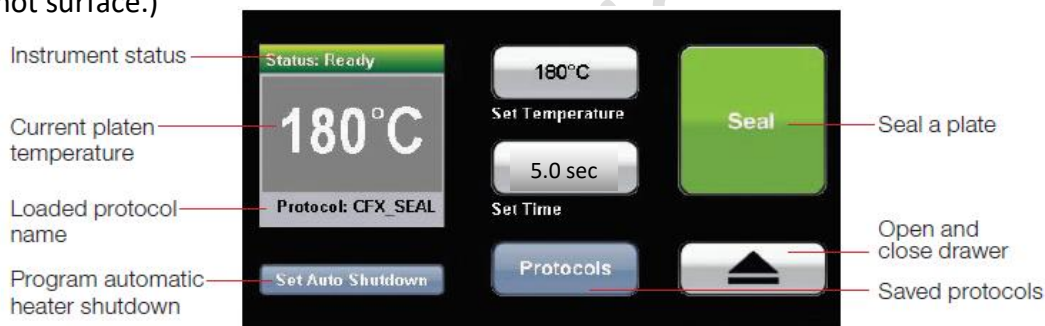 not surface.)
Instrument status
Current platen
temperature
Loaded protocol
name
Program automatic
heater shutdown
Status: Ready
180°C
Protocol: CFX_SEAL
Set Auto Shutdown
180°C
Set Temperature
5.0 sec
Set Time
Protocols
Seal
Seal a plate
Open and
close drawer
Saved protocols